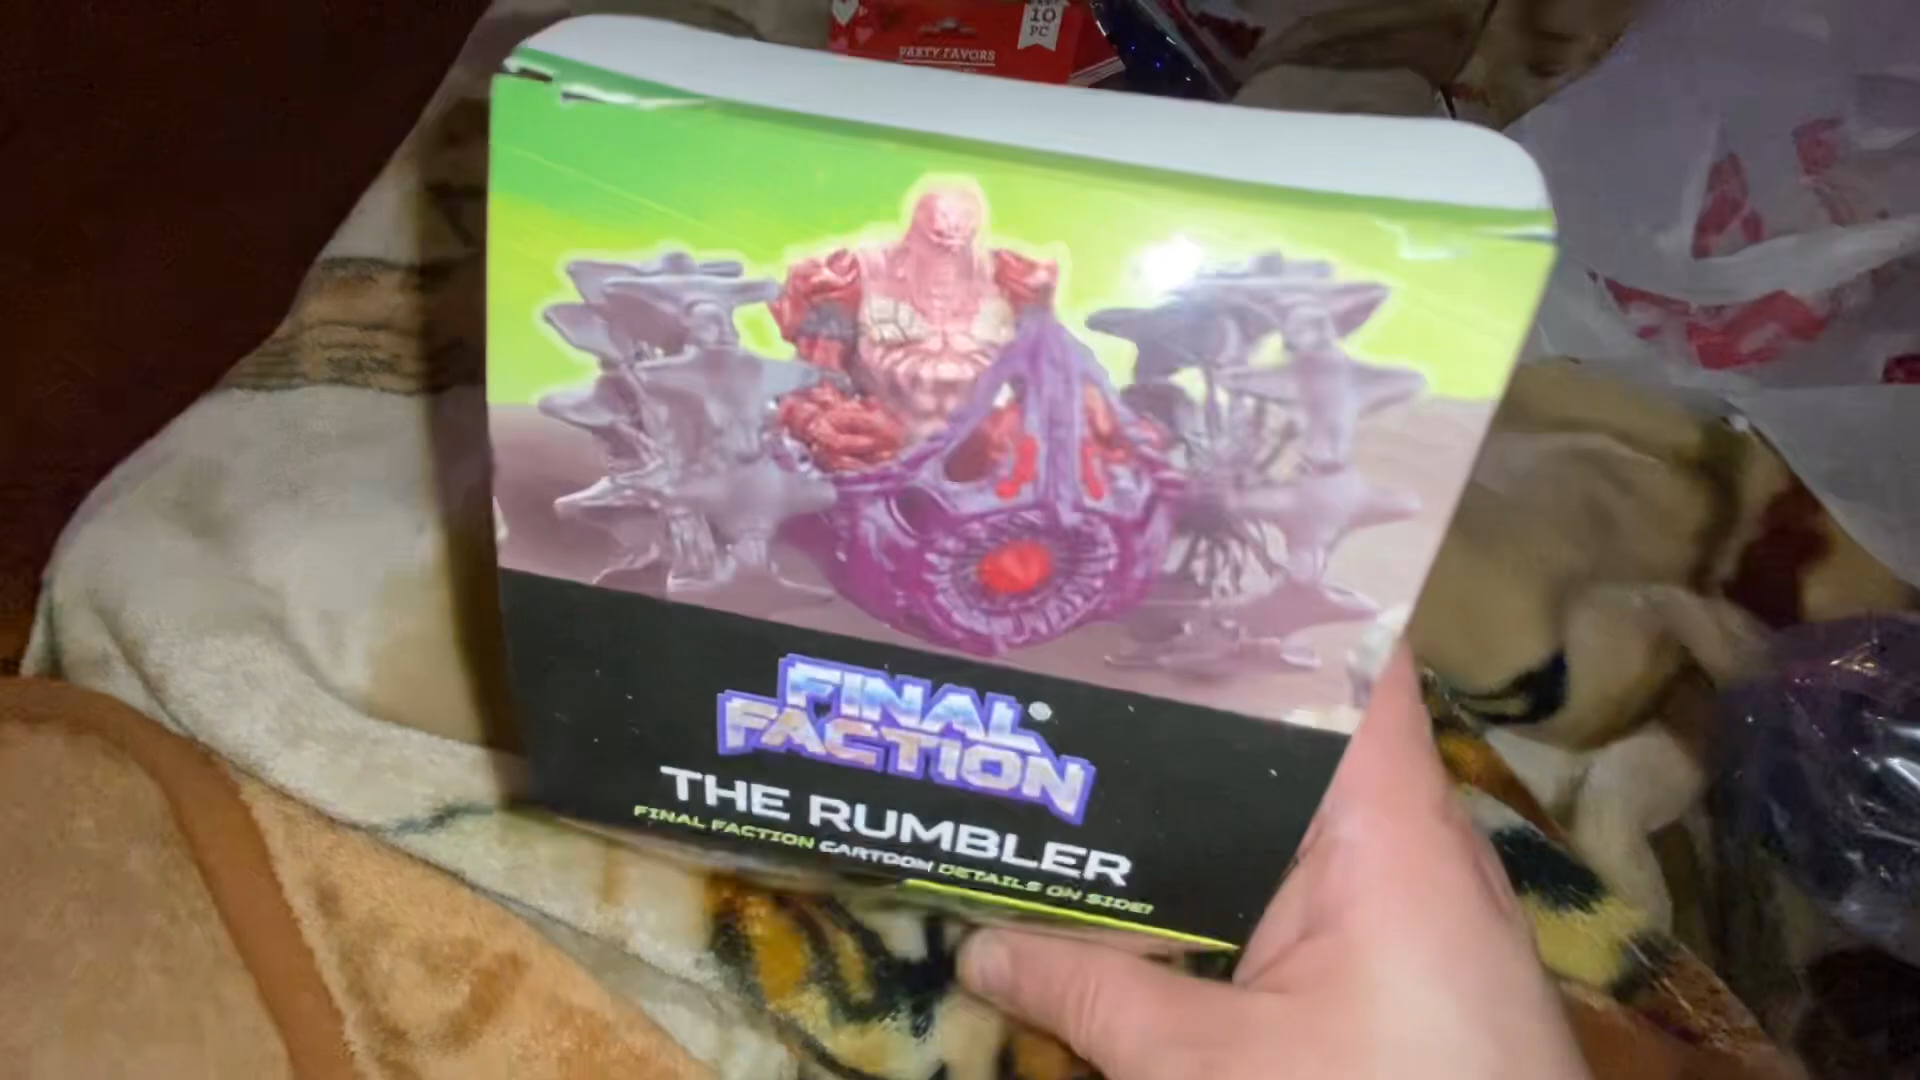 10
PC
PARTY FAVORS
FINAL
FACTION
THE RUMBLER
FINAL FACTION CARTOON DETAILS ON SIDE!